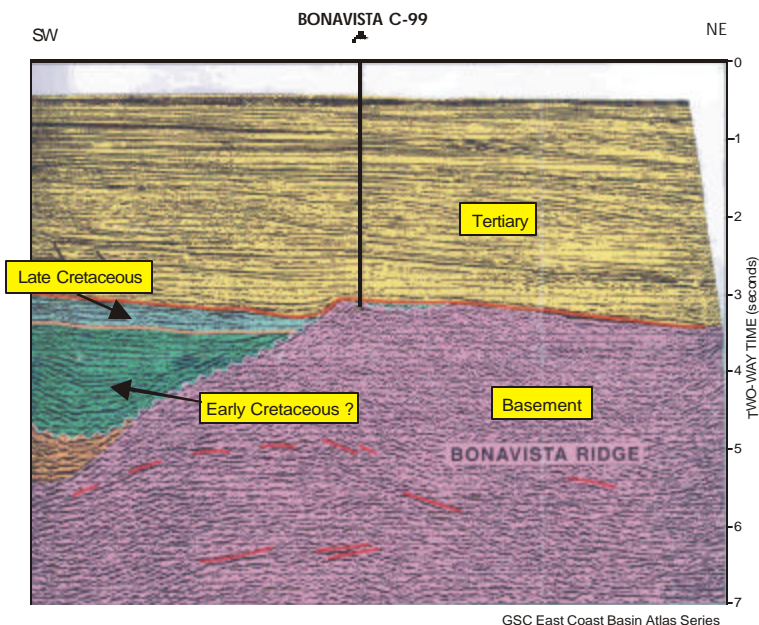 BONAVISTA C-99
SW
NE
0
1
2
3
4
5
6
7
TWO-WAY TIME (seconds)
Tertiary
Late Cretaceous
Early Cretaceous ?
Basement
BONAVISTA RIDGE
GSC East Coast Basin Atlas Series